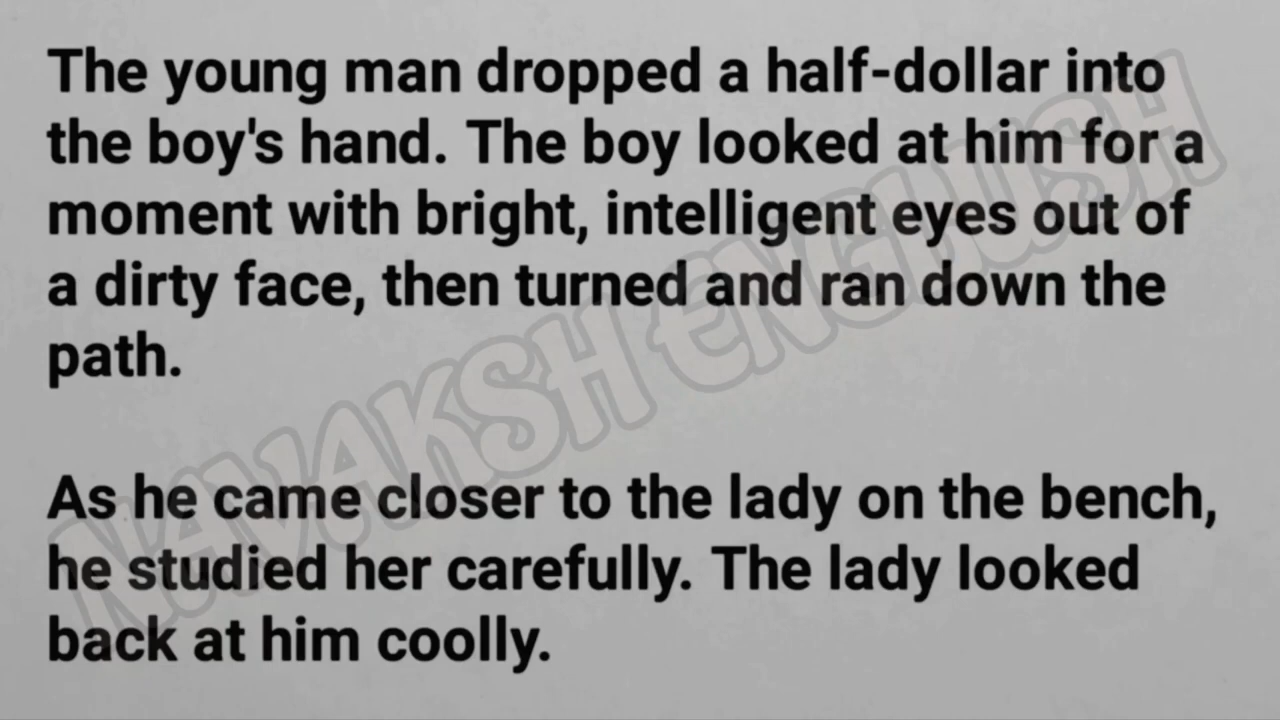 The young man dropped a half-dollar into
the boy's hand. The boy looked at him for a
moment with bright, intelligent eyes out of
a dirty face, then turned and ran down the
path.
As he came closer to the lady on the bench,
he studied her carefully. The lady looked
back at him coolly.
NAVAKSH ENGLISH